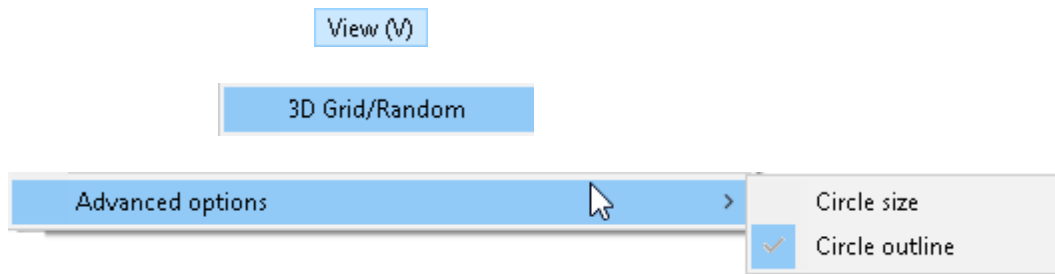 View (V)
3D Grid/Random
Advanced options
Circle size
Circle outline